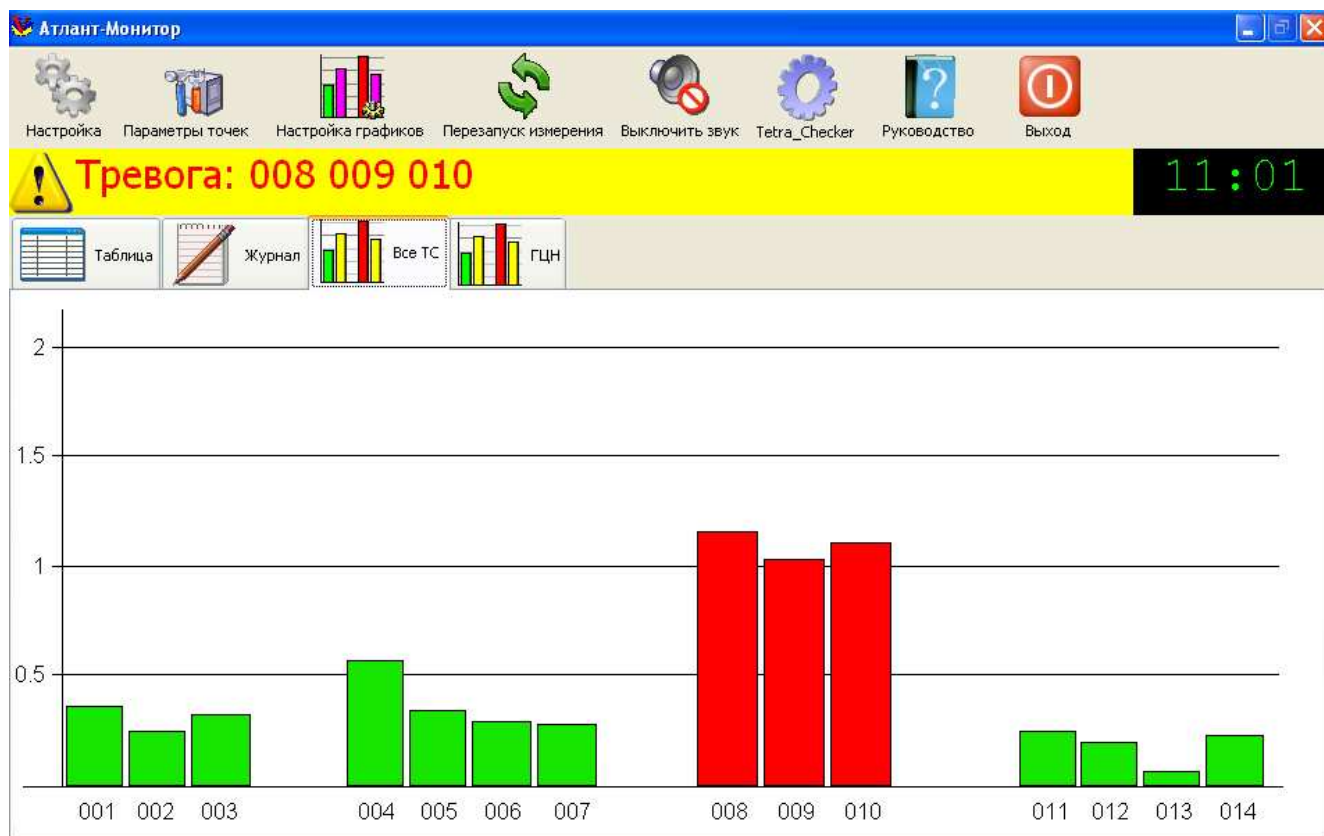 Атлант-Монитор
Настройка Параметры точек Настройка графиков Перезапуск измерения Выключить звук Tetra_Checker Руководство Выход
Тревога: 008 009 010 11:01
Таблица Журнал Все ТС ГЦН
2
1.5
1
0.5
001 002 003 004 005 006 007 008 009 010 011 012 013 014